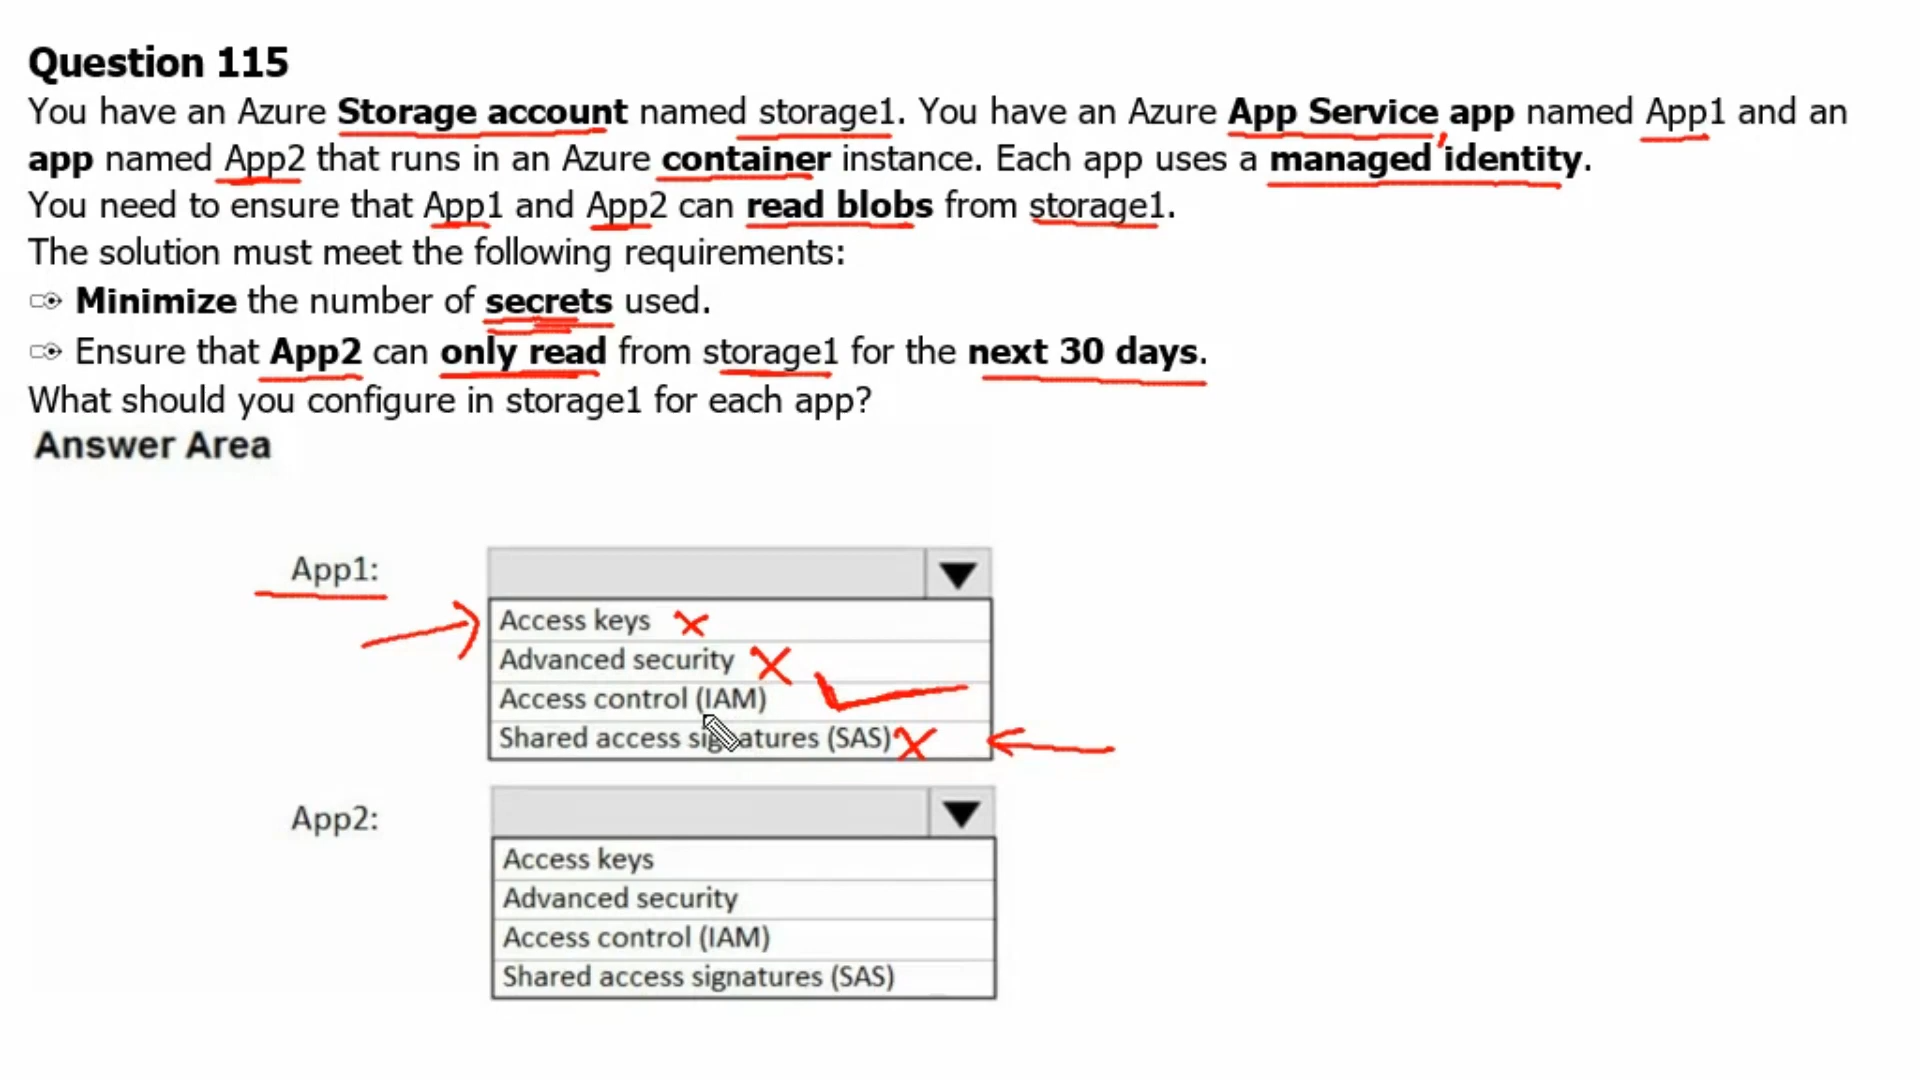 Question 115
You have an Azure Storage account named storage1. You have an Azure App Service app named App1 and an
app named App2 that runs in an Azure container instance. Each app uses a managed identity.
You need to ensure that App1 and App2 can read blobs from storage1.
The solution must meet the following requirements:
Minimize the number of secrets used.
Ensure that App2 can only read from storage1 for the next 30 days.
What should you configure in storage1 for each app?
Answer Area
App1:
Access keys
Advanced security
Access control (IAM)
Shared access signatures (SAS)
App2:
Access keys
Advanced security
Access control (IAM)
Shared access signatures (SAS)